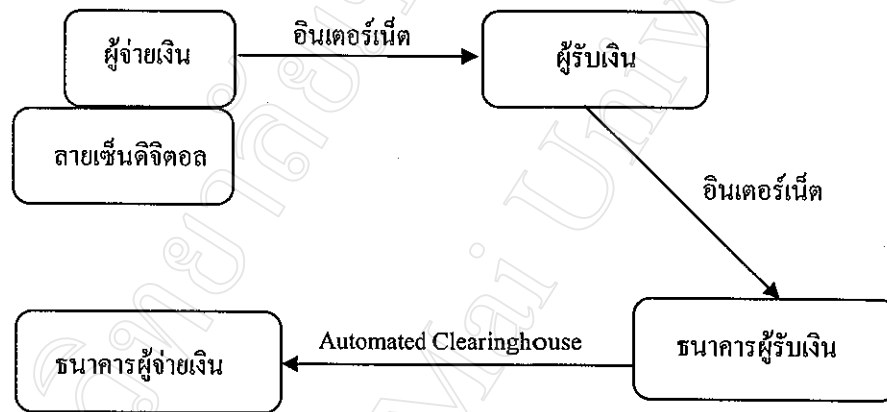 ผู้จ่ายเงิน
อินเตอร์เน็ต
ผู้รับเงิน
ลายเซ็นดิจิตอล
อินเตอร์เน็ต
ธนาคารผู้จ่ายเงิน
Automated Clearinghouse
ธนาคารผู้รับเงิน
Mai Univ